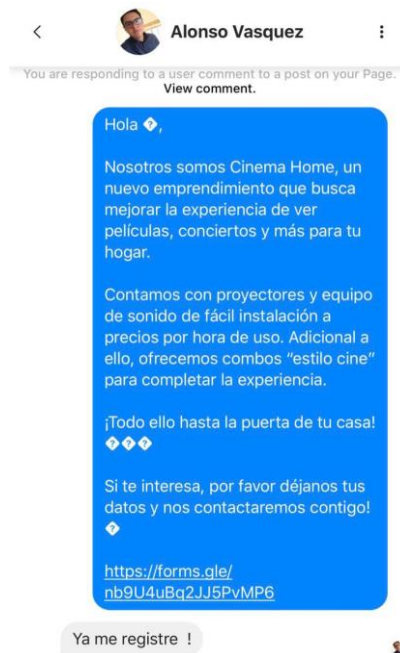 Alonso Vasquez
You are responding to a user comment to a post on your Page.
View comment.
Hola �,
Nosotros somos Cinema Home, un
nuevo emprendimiento que busca
mejorar la experiencia de ver
películas, conciertos y más para tu
hogar.
Contamos con proyectores y equipo
de sonido de fácil instalación a
precios por hora de uso. Adicional a
ello, ofrecemos combos “estilo cine”
para completar la experiencia.
¡Todo ello hasta la puerta de tu casa!
���
Si te interesa, por favor déjanos tus
datos y nos contactaremos contigo!
�
https://forms.gle/
nb9U4uBq2JJ5PvMP6
Ya me registre !